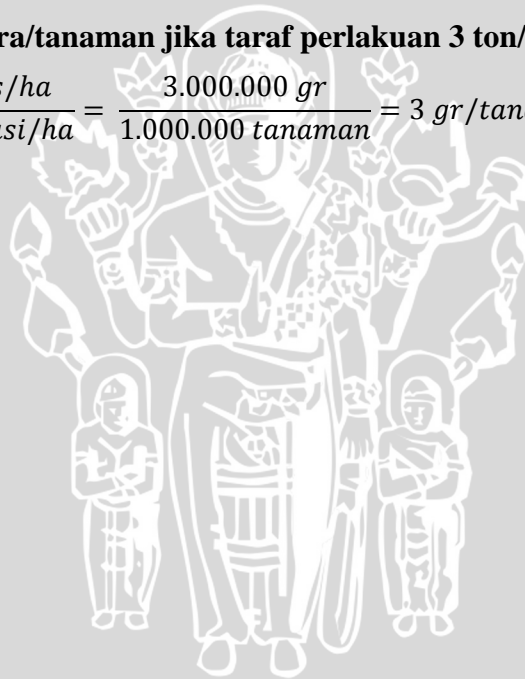 ra/tanaman jika taraf perlakuan 3 ton/
s/ha / si/ha = 3.000.000 gr / 1.000.000 tanaman = 3 gr/tan